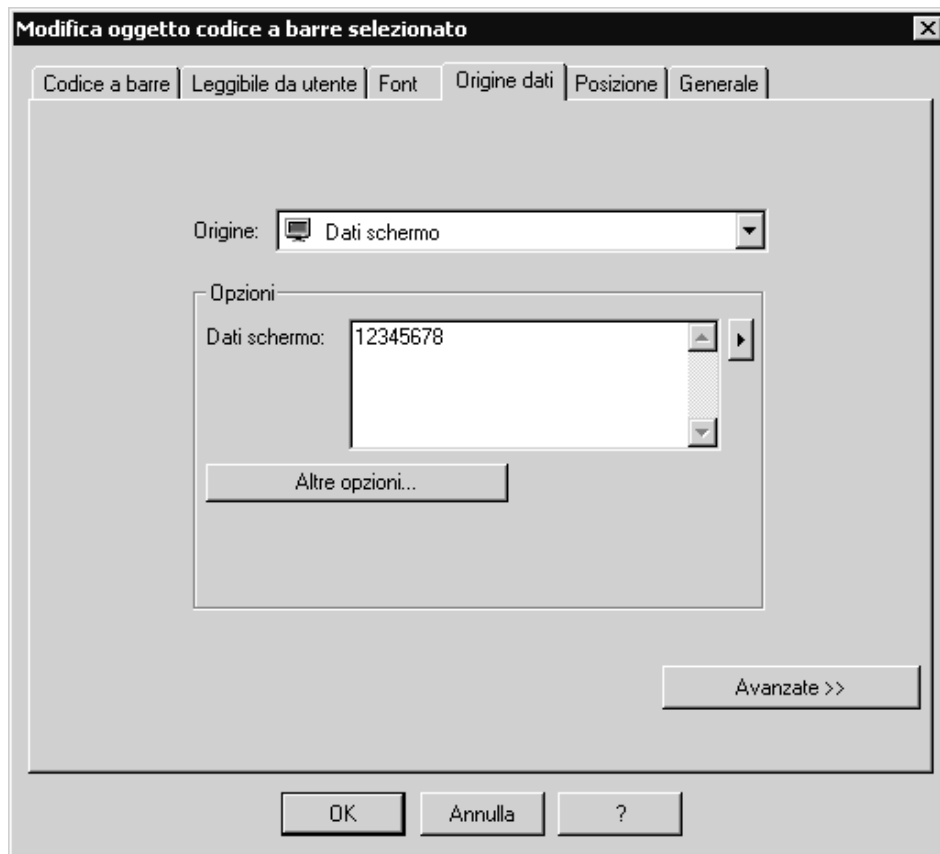 Modifica oggetto codice a barre selezionato
Codice a barre Leggibile da utente Font Origine dati Posizione Generale
Origine: Dati schermo
Opzioni
Dati schermo: 12345678
Altre opzioni...
Avanzate >>
OK Annulla ?